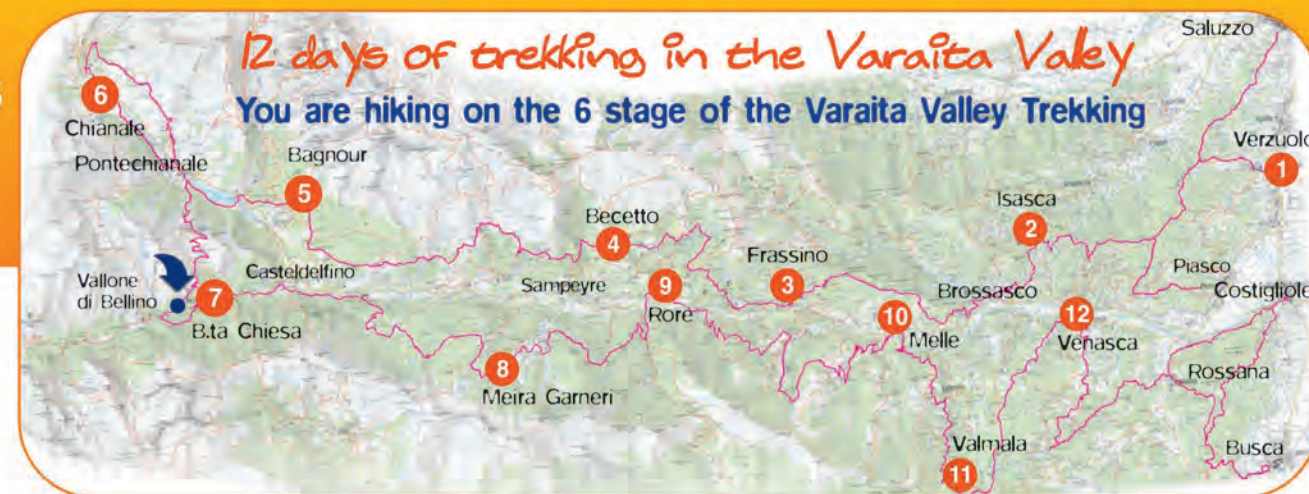 12 days of trekking in the Varaita Valley
You are hiking on the 6 stage of the Varaita Valley Trekking
Saluzzo
6
Chianale
Pontechianale
Bagnour
5
Verzuolo
1
Isasca
2
Becetto
4
Frassino
3
Vallone
di Bellino
7
B.ta Chiesa
Casteldelfino
Sampeyre
9
Rore
Brossasco
Piasco
Costigliole
10
Melle
12
Venasca
8
Meira Garneri
Rossana
Valmala
11
Busca